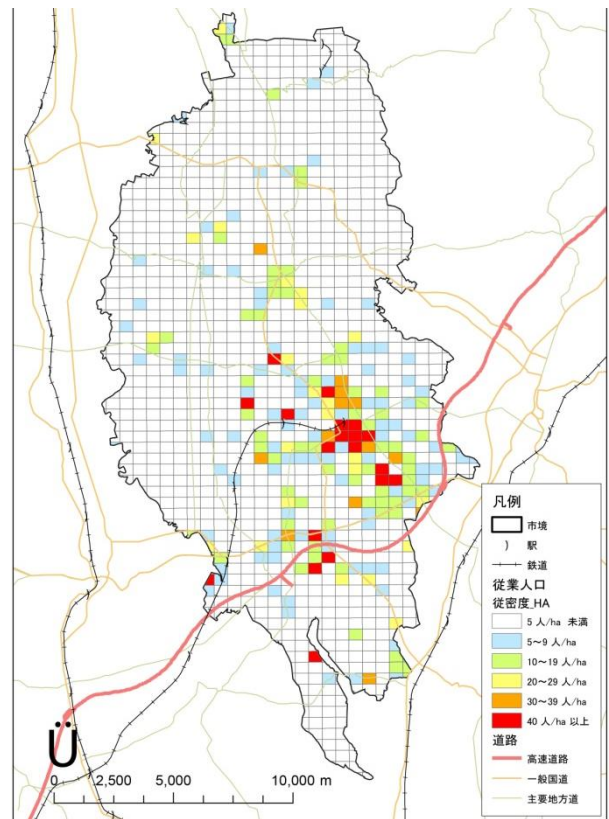 凡例
市境
駅
鉄道
従業人口
従密度_HA
5 人/ha 未満
5～9 人/ha
10～19 人/ha
20～29 人/ha
30～39 人/ha
40 人/ha 以上
道路
高速道路
一般国道
主要地方道
Ü
0 2,500 5,000 10,000 m